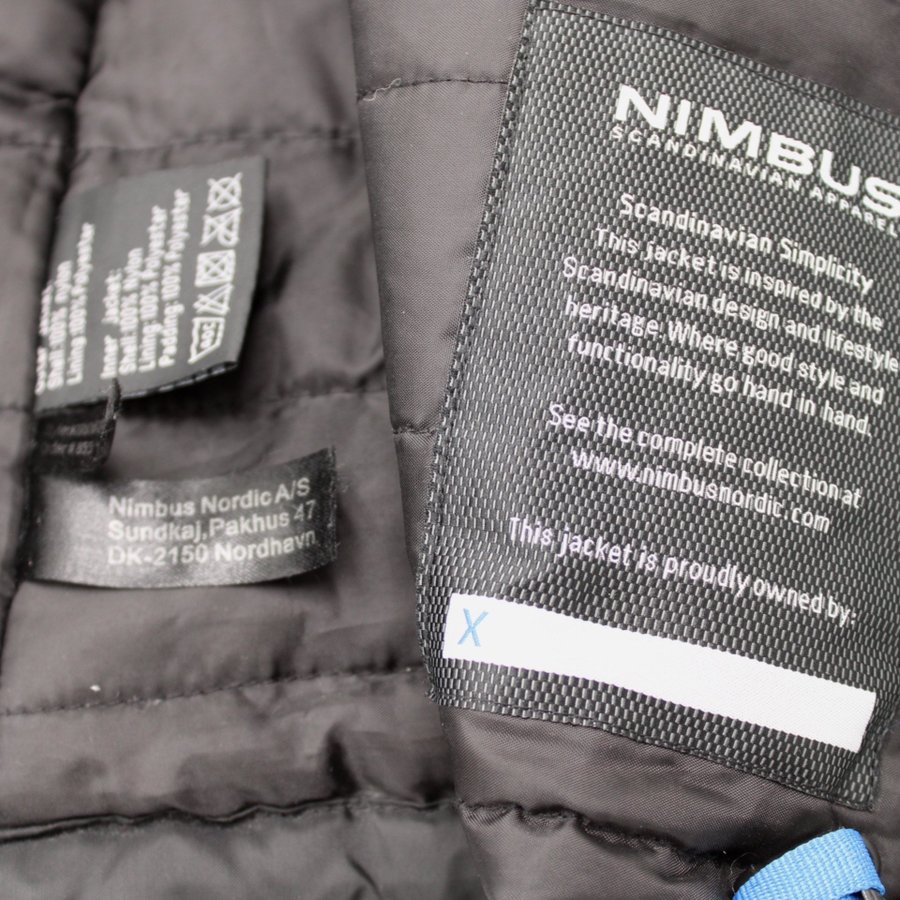 Shell: 100% Nylon
Lining 100% Polyester
Inner Jacket:
Shell: 100% Nylon
Lining: 100% Polyester
Padding: 100% Polyester
Nimbus Nordic A/S
Sundkaj, Pakhus 47
DK-2150 Nordhavn
NIMBUS
SCANDINAVIAN APPAREL
Scandinavian Simplicity
This jacket is inspired by the
Scandinavian design and lifestyle
heritage. Where good style and
functionality go hand in hand.
See the complete collection at
www.nimbusnordic.com
This jacket is proudly owned by:
X